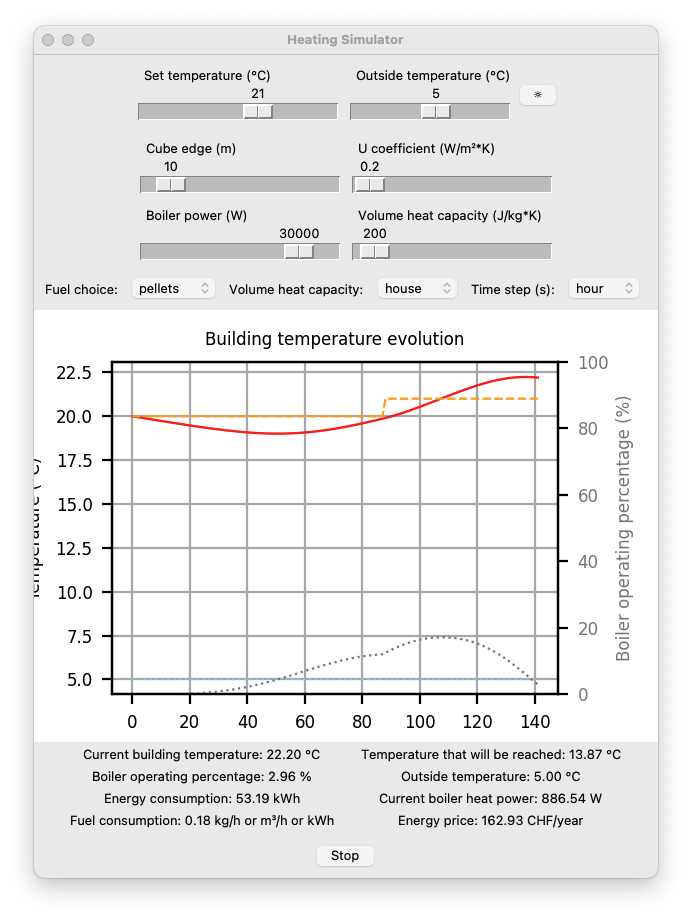 Heating Simulator
Set temperature (°C) Outside temperature (°C)
21 5
Cube edge (m) U coefficient (W/m²*K)
10 0.2
Boiler power (W) Volume heat capacity (J/kg*K)
30000 200
Fuel choice: pellets Volume heat capacity: house Time step (s): hour
Building temperature evolution
22.5
20.0
17.5
15.0
12.5
10.0
7.5
5.0
100
80
60
40
20
0
Boiler operating percentage (%)
0 20 40 60 80 100 120 140
Current building temperature: 22.20 °C Temperature that will be reached: 13.87 °C
Boiler operating percentage: 2.96 % Outside temperature: 5.00 °C
Energy consumption: 53.19 kWh Current boiler heat power: 886.54 W
Fuel consumption: 0.18 kg/h or m³/h or kWh Energy price: 162.93 CHF/year
Stop